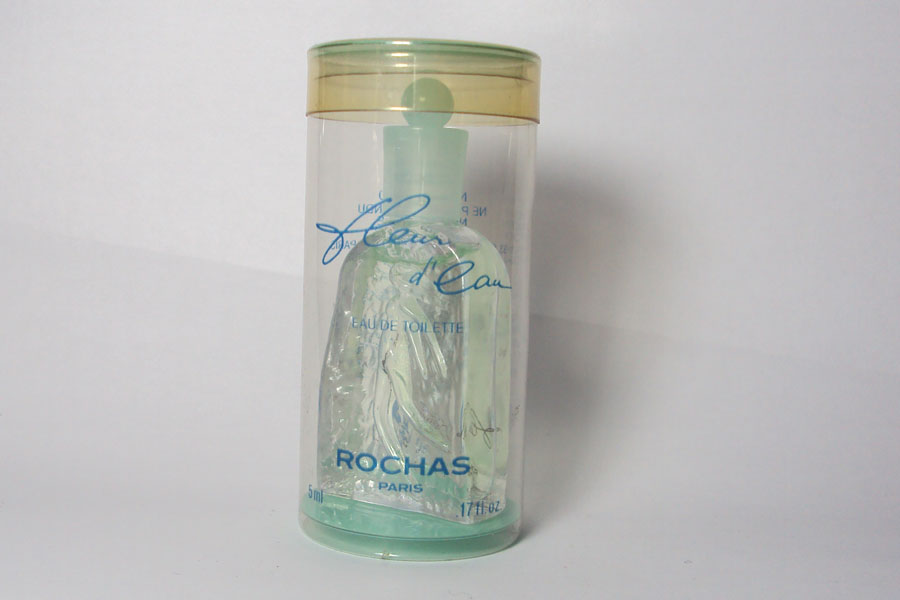 fleur
d'eau
EAU DE TOILETTE
ROCHAS
PARIS
5 ml
.17 fl oz